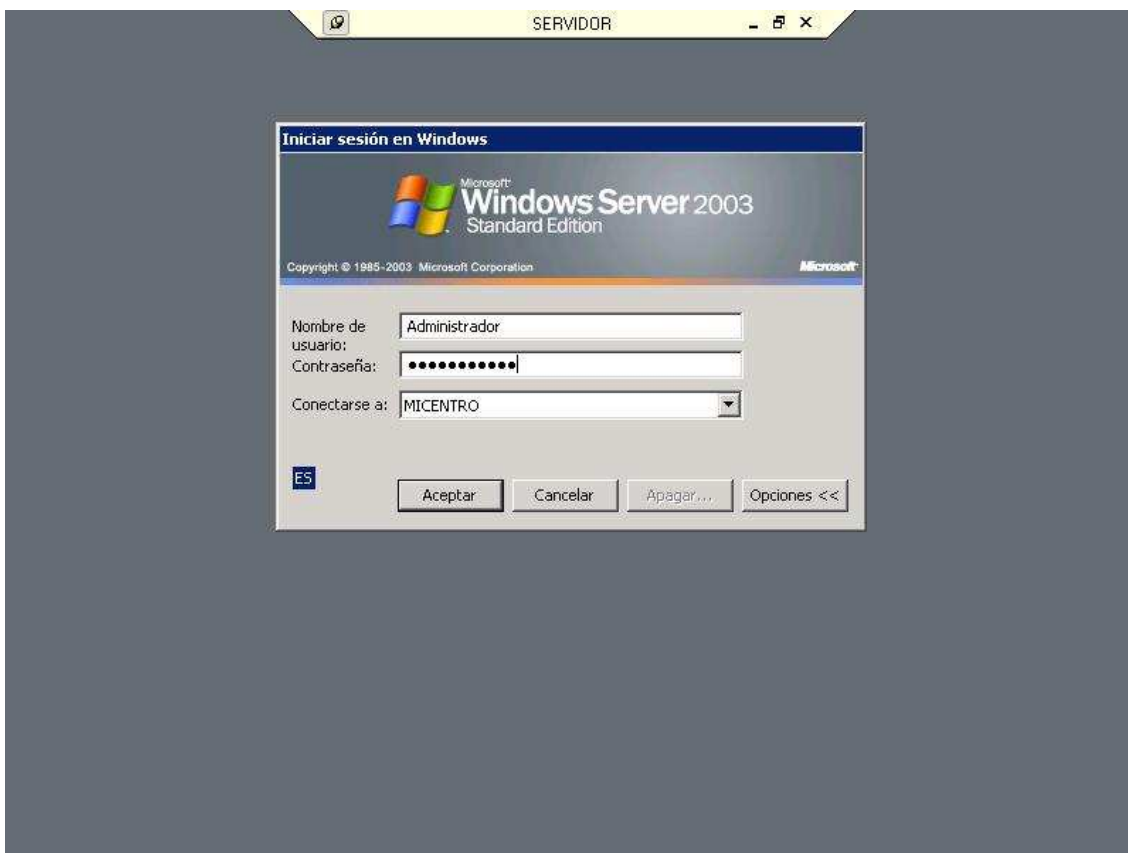 SERVIDOR
Iniciar sesión en Windows
Microsoft
Windows Server 2003
Standard Edition
Copyright © 1985-2003 Microsoft Corporation
Microsoft
Nombre de usuario:
Administrador
Contraseña:
●●●●●●●●●●●
Conectarse a:
MICENTRO
ES
Aceptar
Cancelar
Apagar...
Opciones <<